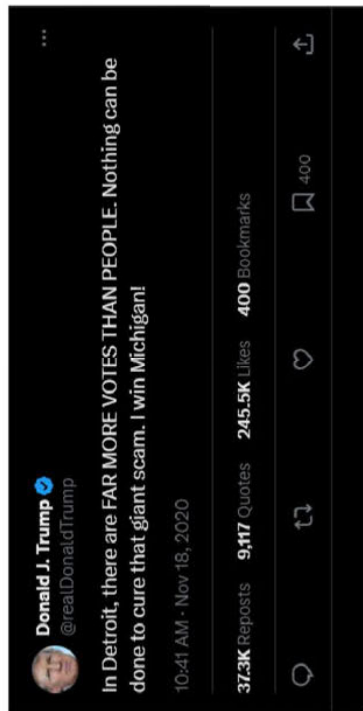 Donald J. Trump
@realDonaldTrump
...
In Detroit, there are FAR MORE VOTES THAN PEOPLE. Nothing can be
done to cure that giant scam. I win Michigan!
10:41 AM · Nov 18, 2020
37.3K Reposts 9,117 Quotes 245.5K Likes 400 Bookmarks
400